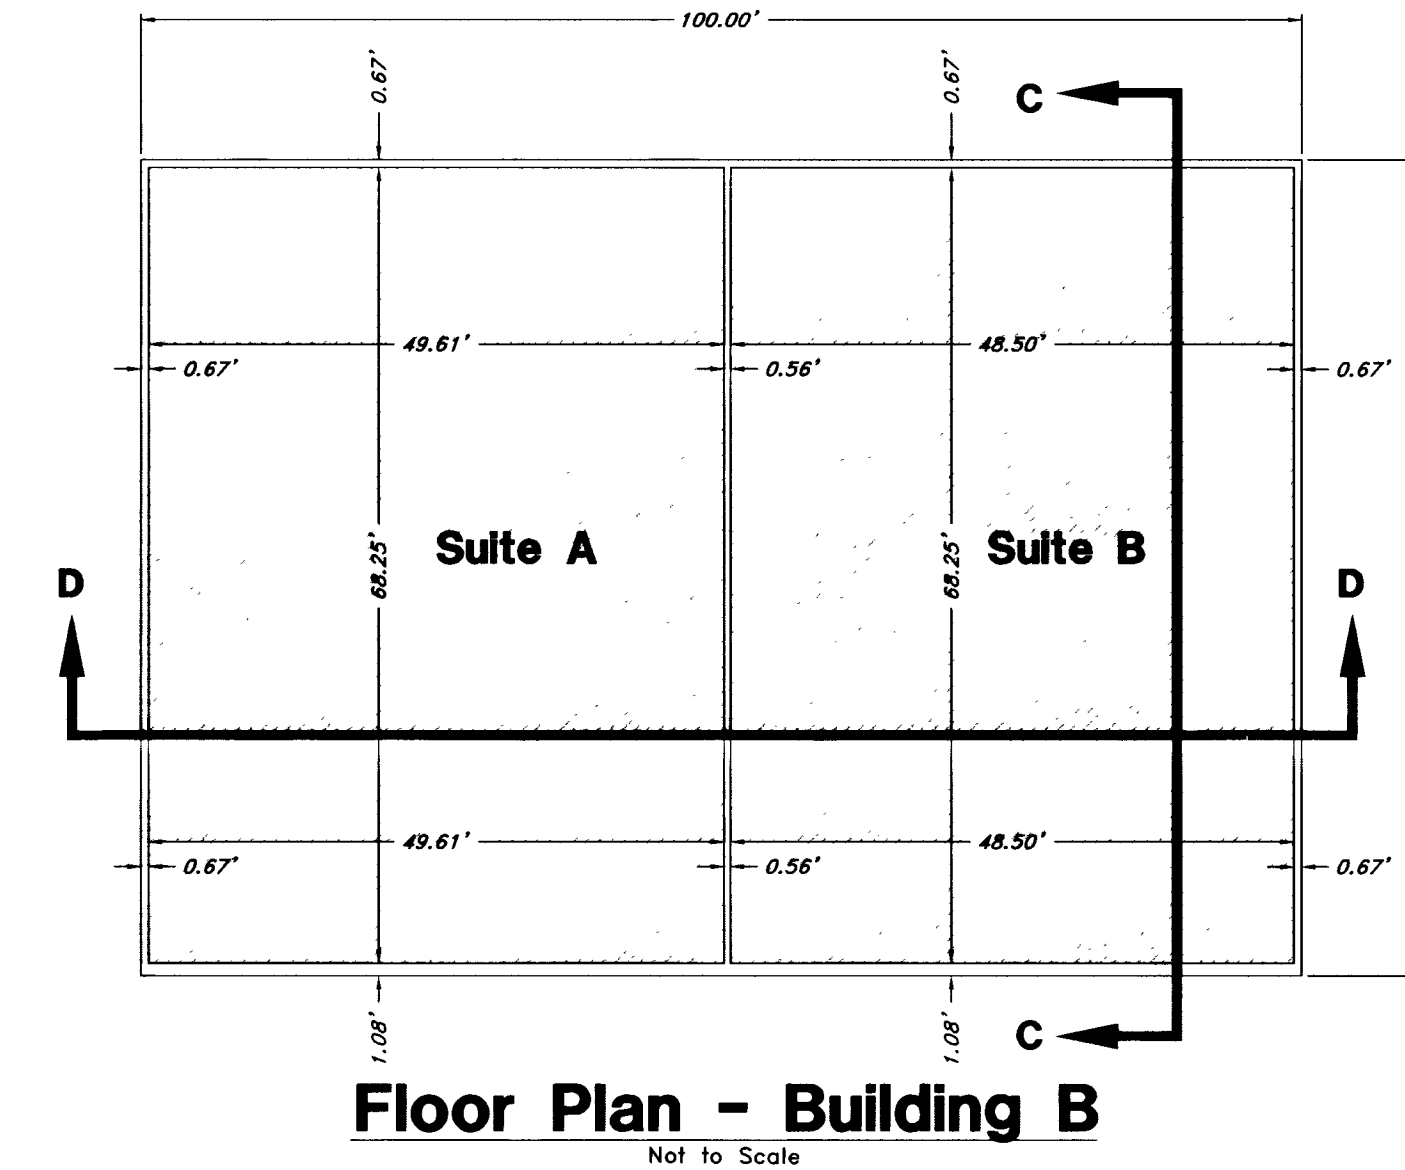 100.00'
0.67' 0.67'
C
49.61' 48.50'
0.67' 0.56' 0.67'
Suite A Suite B
68.25' 68.25'
D D
49.61' 48.50'
0.67' 0.56' 0.67'
1.08' 1.08'
C
Floor Plan - Building B
Not to Scale